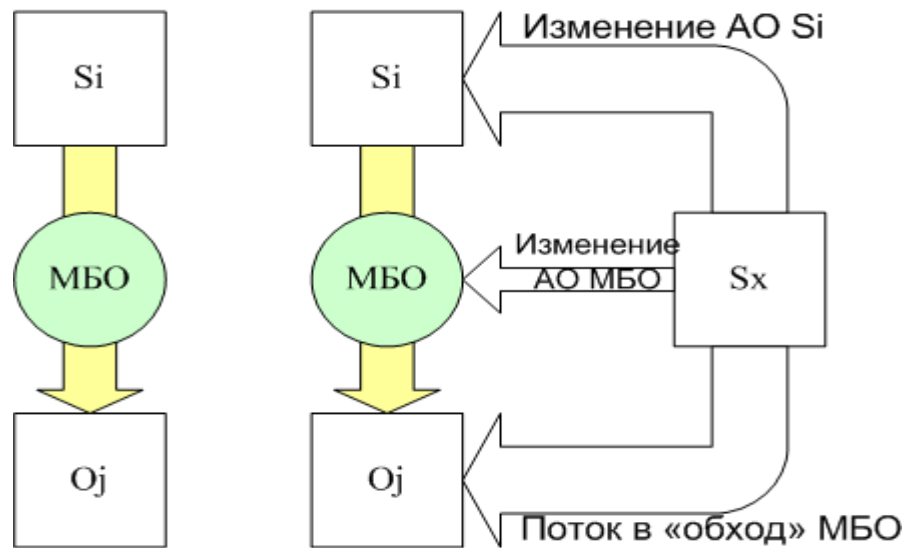 Si
МБО
Oj
Изменение АО Si
Si
Изменение
АО МБО
МБО
Sx
Oj
Поток в «обход» МБО